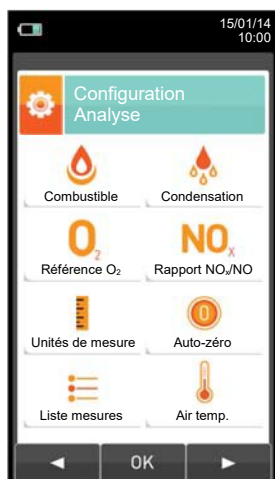 15/01/14
10:00
Configuration
Analyse
Combustible
Condensation
O₂
NOX
Référence O₂
Rapport NOₓ/NO
0
Unités de mesure
Auto-zéro
Liste mesures
Air temp.
OK